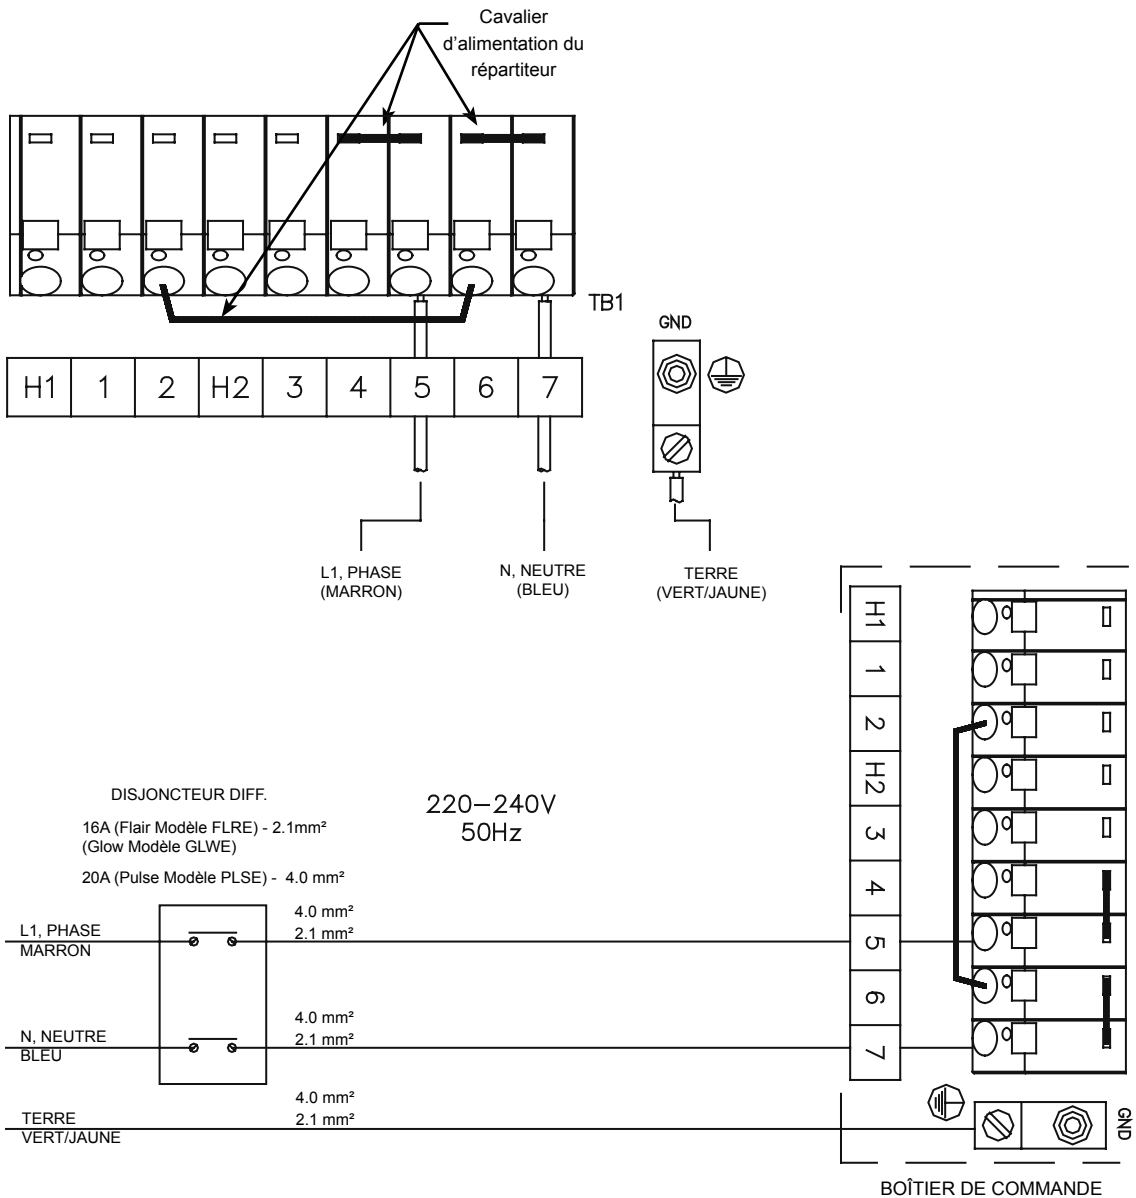 Cavalier
d’alimentation du
répartiteur
TB1
GND
H1 1 2 H2 3 4 5 6 7
L1, PHASE
(MARRON)
N, NEUTRE
(BLEU)
TERRE
(VERT/JAUNE)
H1
1
2
H2
3
4
5
6
7
DISJONCTEUR DIFF.
16A (Flair Modèle FLRE) - 2.1mm²
(Glow Modèle GLWE)
20A (Pulse Modèle PLSE) - 4.0 mm²
220–240V
50Hz
L1, PHASE
MARRON
4.0 mm²
2.1 mm²
N, NEUTRE
BLEU
4.0 mm²
2.1 mm²
TERRE
VERT/JAUNE
4.0 mm²
2.1 mm²
GND
BOÎTIER DE COMMANDE